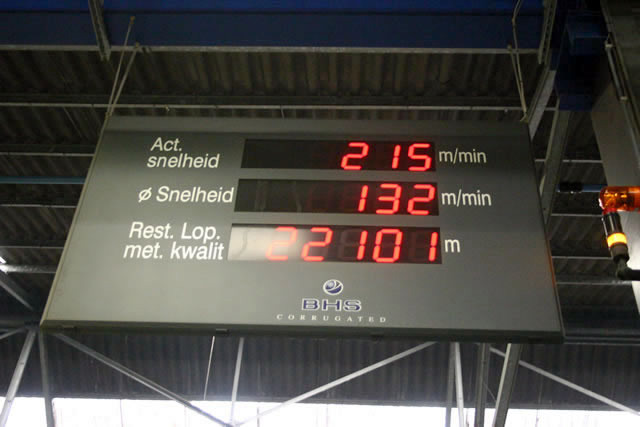 Act. snelheid 215 m/min
ø Snelheid 132 m/min
Rest. Lop. met. kwalit 22101 m
BHS
CORRUGATED